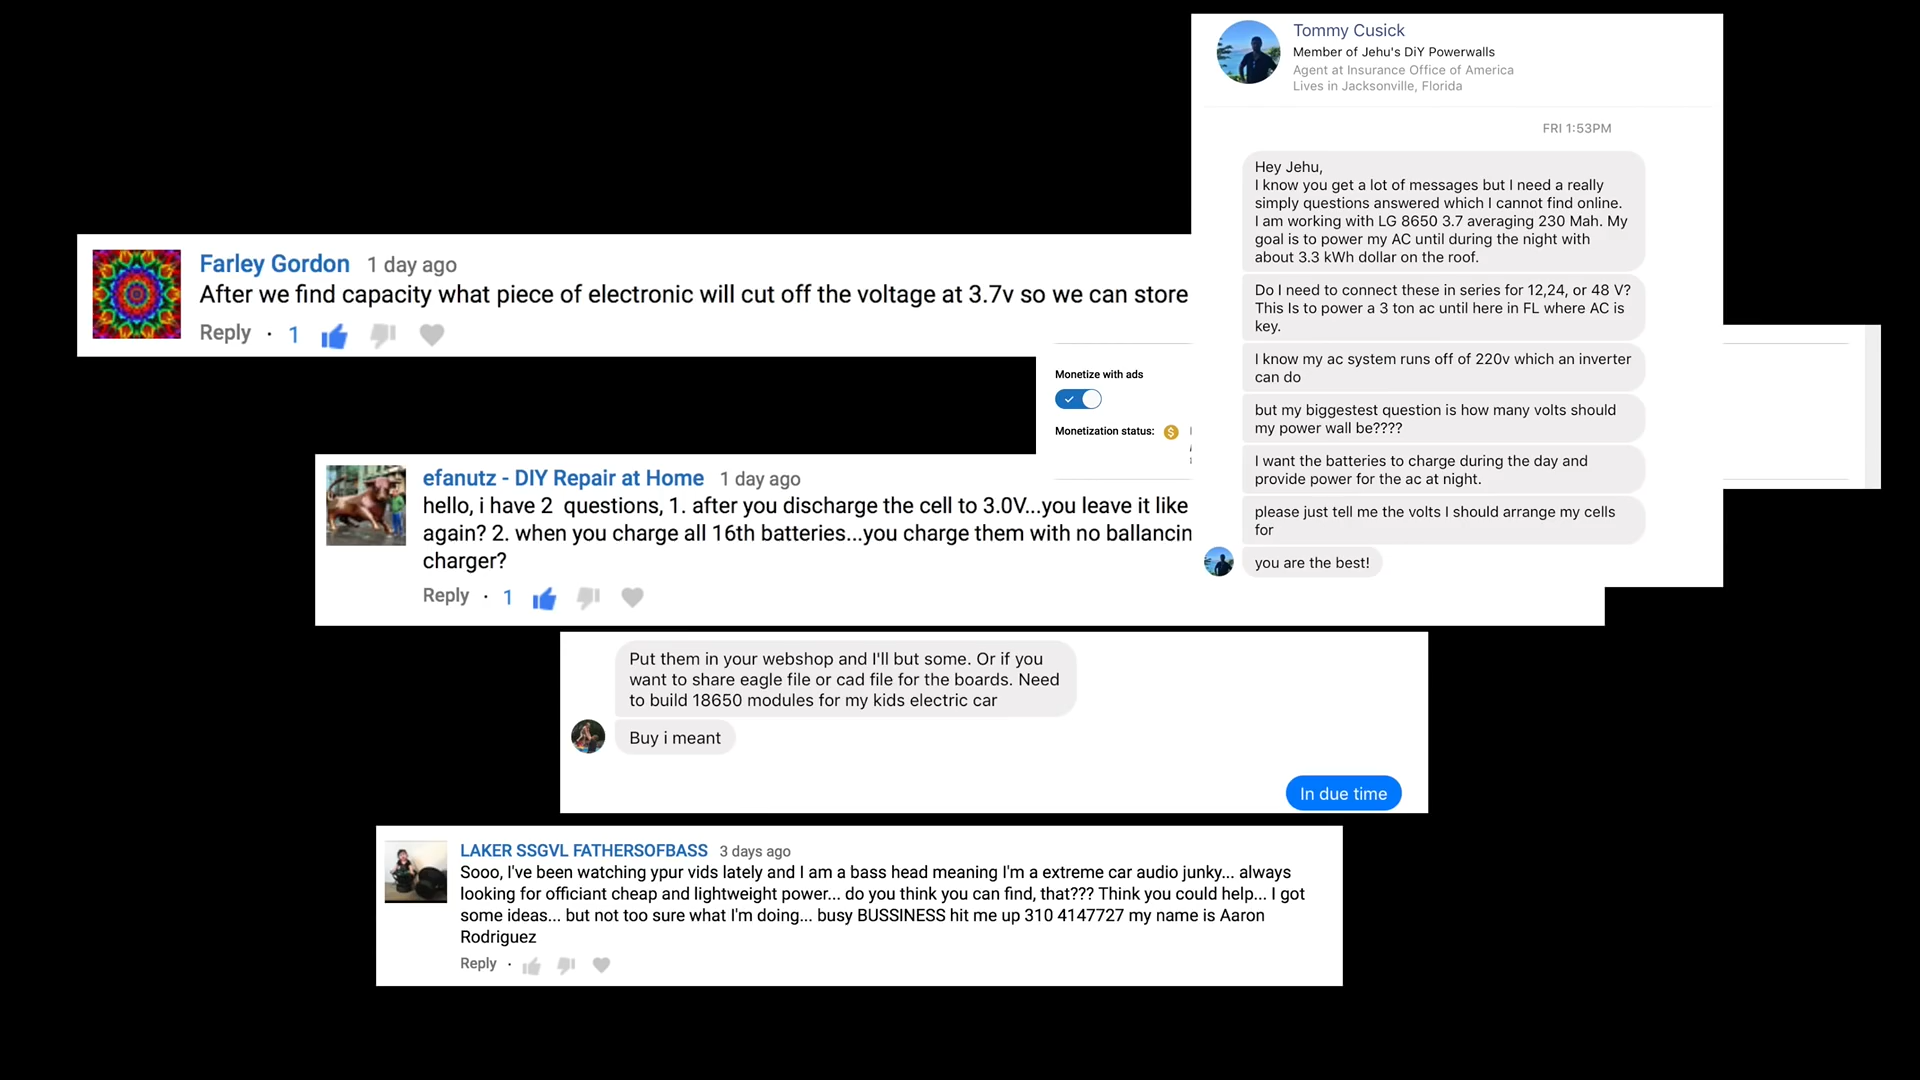 Tommy Cusick
Member of Jehu's DiY Powerwalls
Agent at Insurance Office of America
Lives in Jacksonville, Florida
FRI 1:53PM
Hey Jehu,
I know you get a lot of messages but I need a really
simply questions answered which I cannot find online.
I am working with LG 8650 3.7 averaging 230 Mah. My
goal is to power my AC until during the night with
about 3.3 kWh dollar on the roof.
Do I need to connect these in series for 12,24, or 48 V?
This Is to power a 3 ton ac until here in FL where AC is
key.
I know my ac system runs off of 220v which an inverter
can do
but my biggestest question is how many volts should
my power wall be????
I want the batteries to charge during the day and
provide power for the ac at night.
please just tell me the volts I should arrange my cells
for
you are the best!
Farley Gordon 1 day ago
After we find capacity what piece of electronic will cut off the voltage at 3.7v so we can store
Reply · 1
Monetize with ads
Monetization status: $
efanutz - DIY Repair at Home 1 day ago
hello, i have 2 questions, 1. after you discharge the cell to 3.0V...you leave it like
again? 2. when you charge all 16th batteries...you charge them with no ballancin
charger?
Reply · 1
Put them in your webshop and I'll but some. Or if you
want to share eagle file or cad file for the boards. Need
to build 18650 modules for my kids electric car
Buy i meant
In due time
LAKER SSGVL FATHERSOFBASS 3 days ago
Sooo, I've been watching ypur vids lately and I am a bass head meaning I'm a extreme car audio junky... always
looking for officiant cheap and lightweight power... do you think you can find, that??? Think you could help... I got
some ideas... but not too sure what I'm doing... busy BUSSINESS hit me up 310 4147727 my name is Aaron
Rodriguez
Reply ·